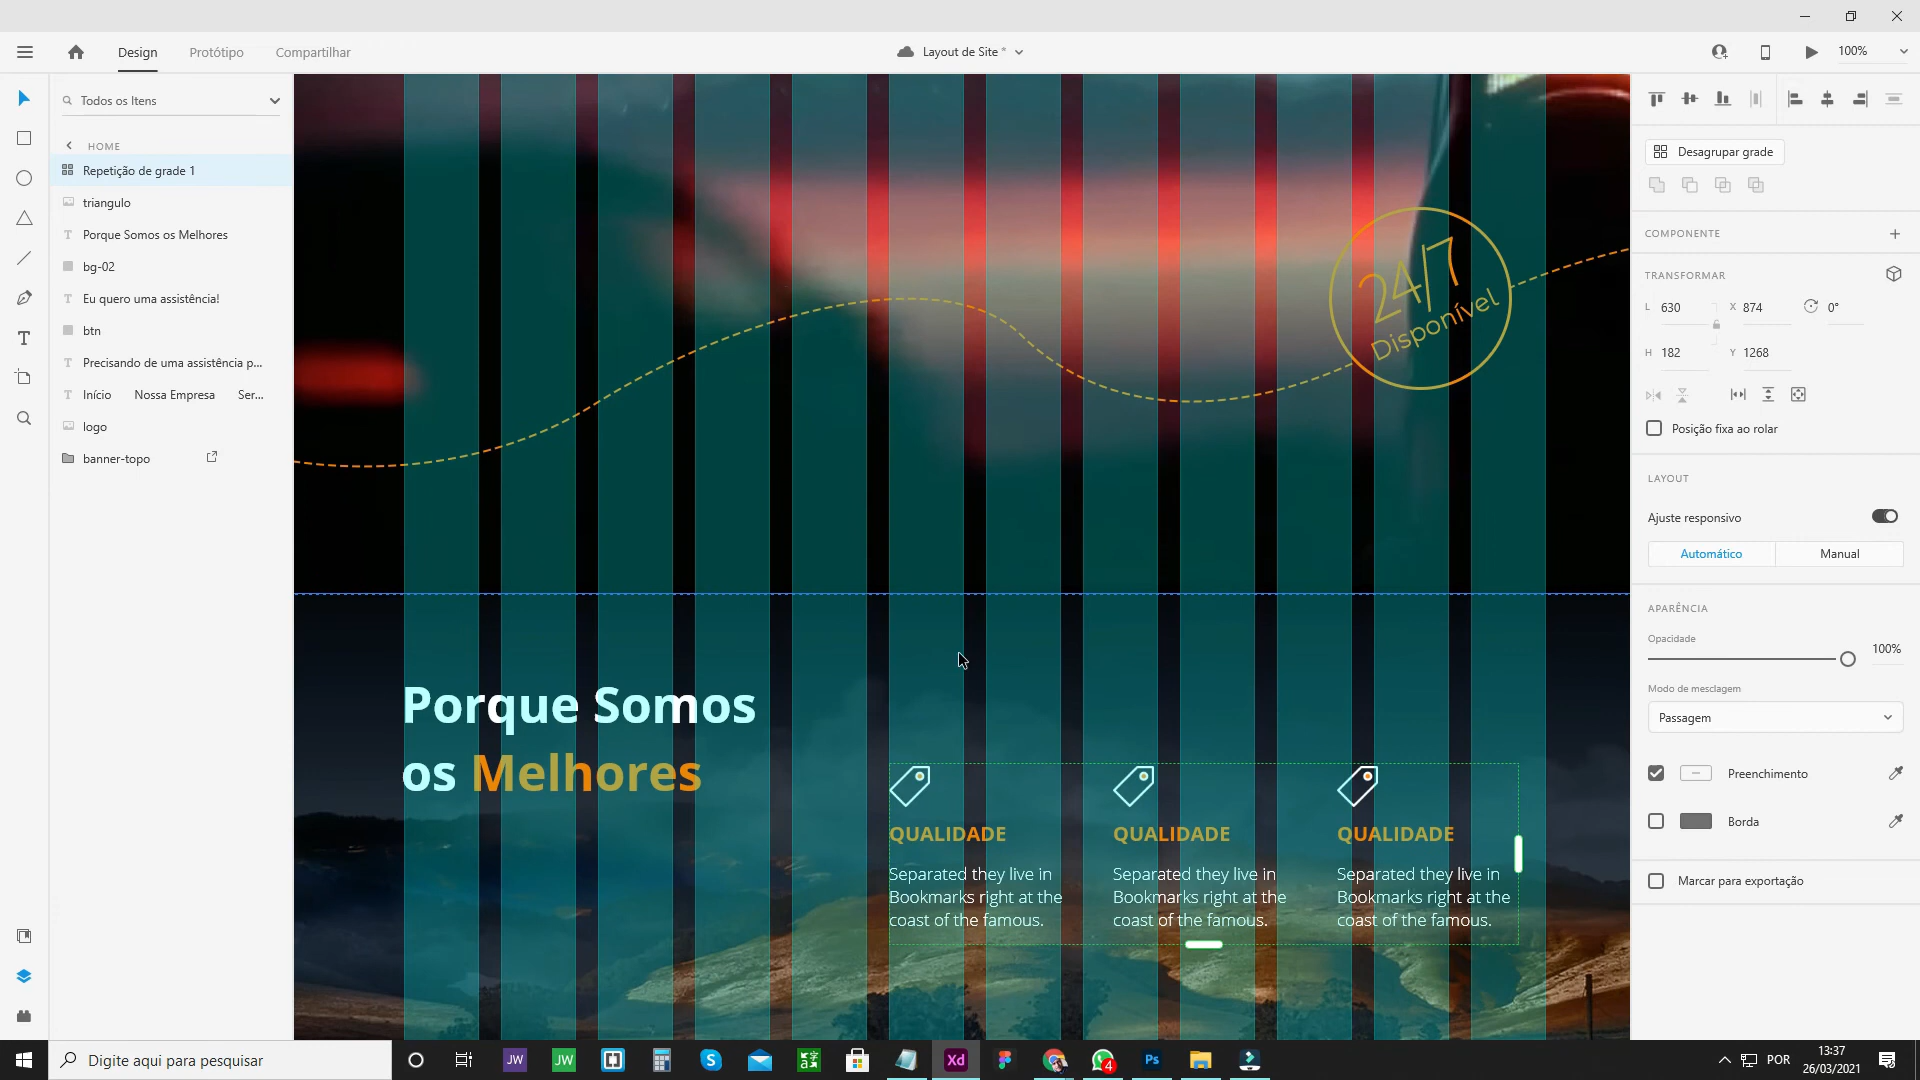 Design
Protótipo
Compartilhar
Layout de Site *
100%
Todos os Itens
HOME
Repetição de grade 1
triangulo
Porque Somos os Melhores
bg-02
Eu quero uma assistência!
btn
Precisando de uma assistência p...
Início Nossa Empresa Ser...
logo
banner-topo
24/7
Disponível
Porque Somos
os Melhores
QUALIDADE
Separated they live in
Bookmarks right at the
coast of the famous.
QUALIDADE
Separated they live in
Bookmarks right at the
coast of the famous.
QUALIDADE
Separated they live in
Bookmarks right at the
coast of the famous.
Desagrupar grade
COMPONENTE
TRANSFORMAR
L 630 X 874 0°
H 182 Y 1268
Posição fixa ao rolar
LAYOUT
Ajuste responsivo
Automático Manual
APARÊNCIA
Opacidade
100%
Modo de mesclagem
Passagem
Preenchimento
Borda
Marcar para exportação
Digite aqui para pesquisar
JW
JW
Xd
4
Ps
POR
13:37
26/03/2021